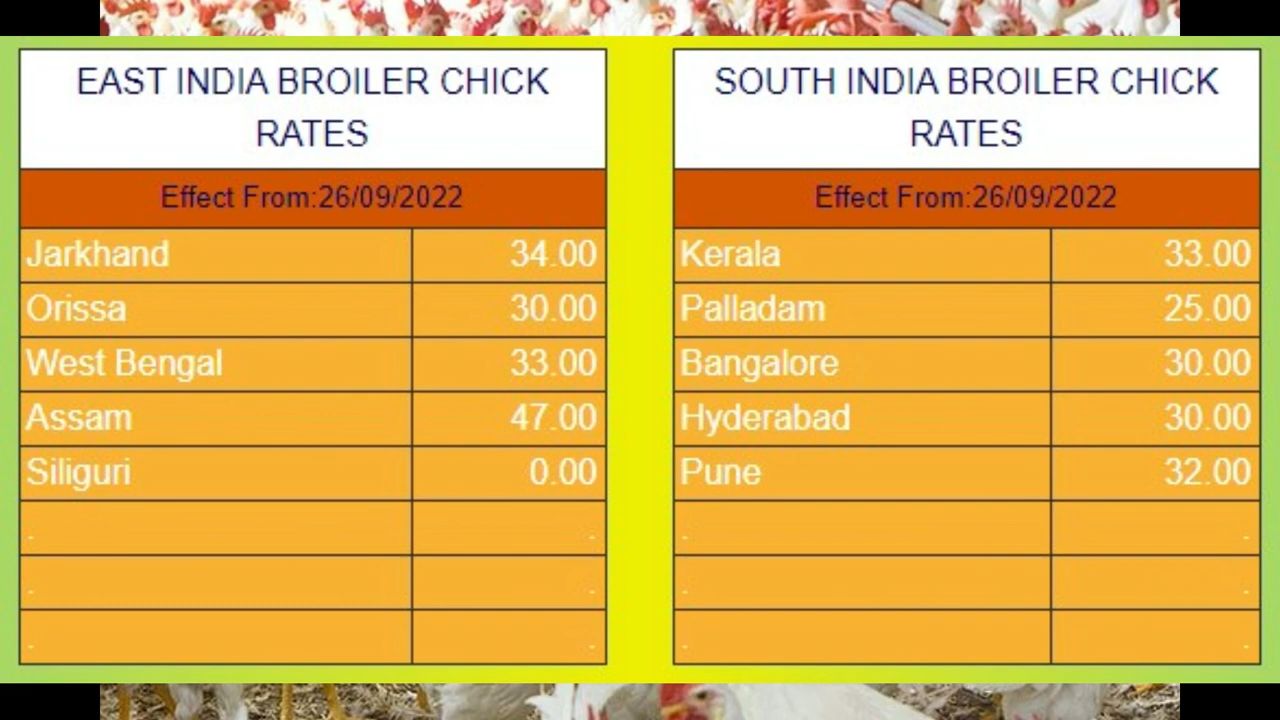 EAST INDIA BROILER CHICK
RATES
Effect From:26/09/2022
Jarkhand 34.00
Orissa 30.00
West Bengal 33.00
Assam 47.00
Siliguri 0.00
. .
. .
. .
SOUTH INDIA BROILER CHICK
RATES
Effect From:26/09/2022
Kerala 33.00
Palladam 25.00
Bangalore 30.00
Hyderabad 30.00
Pune 32.00
. .
. .
. .